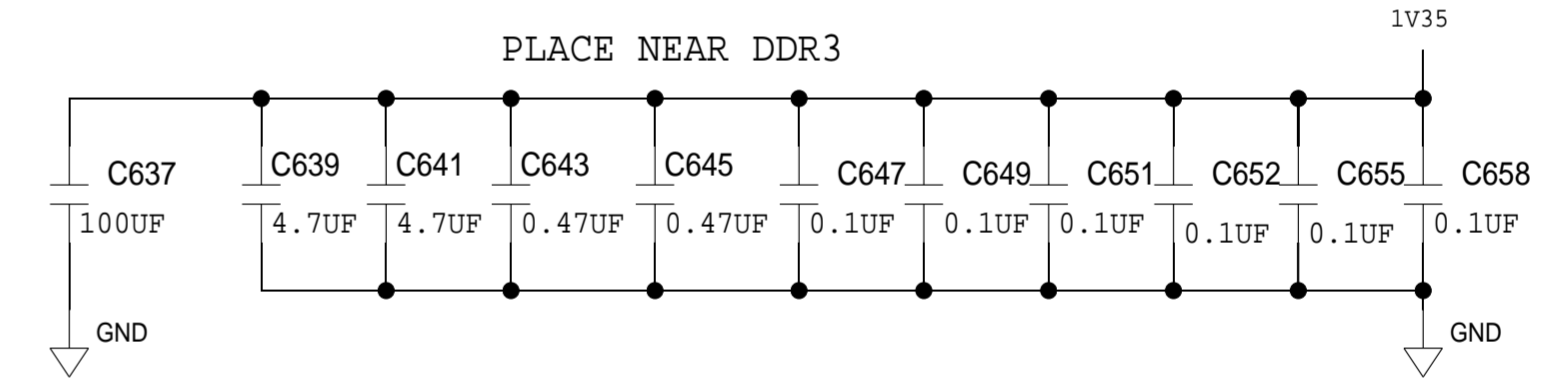 1V35
PLACE NEAR DDR3
C637
100UF
C639
4.7UF
C641
4.7UF
C643
0.47UF
C645
0.47UF
C647
0.1UF
C649
0.1UF
C651
0.1UF
C652
0.1UF
C655
0.1UF
C658
0.1UF
GND
GND